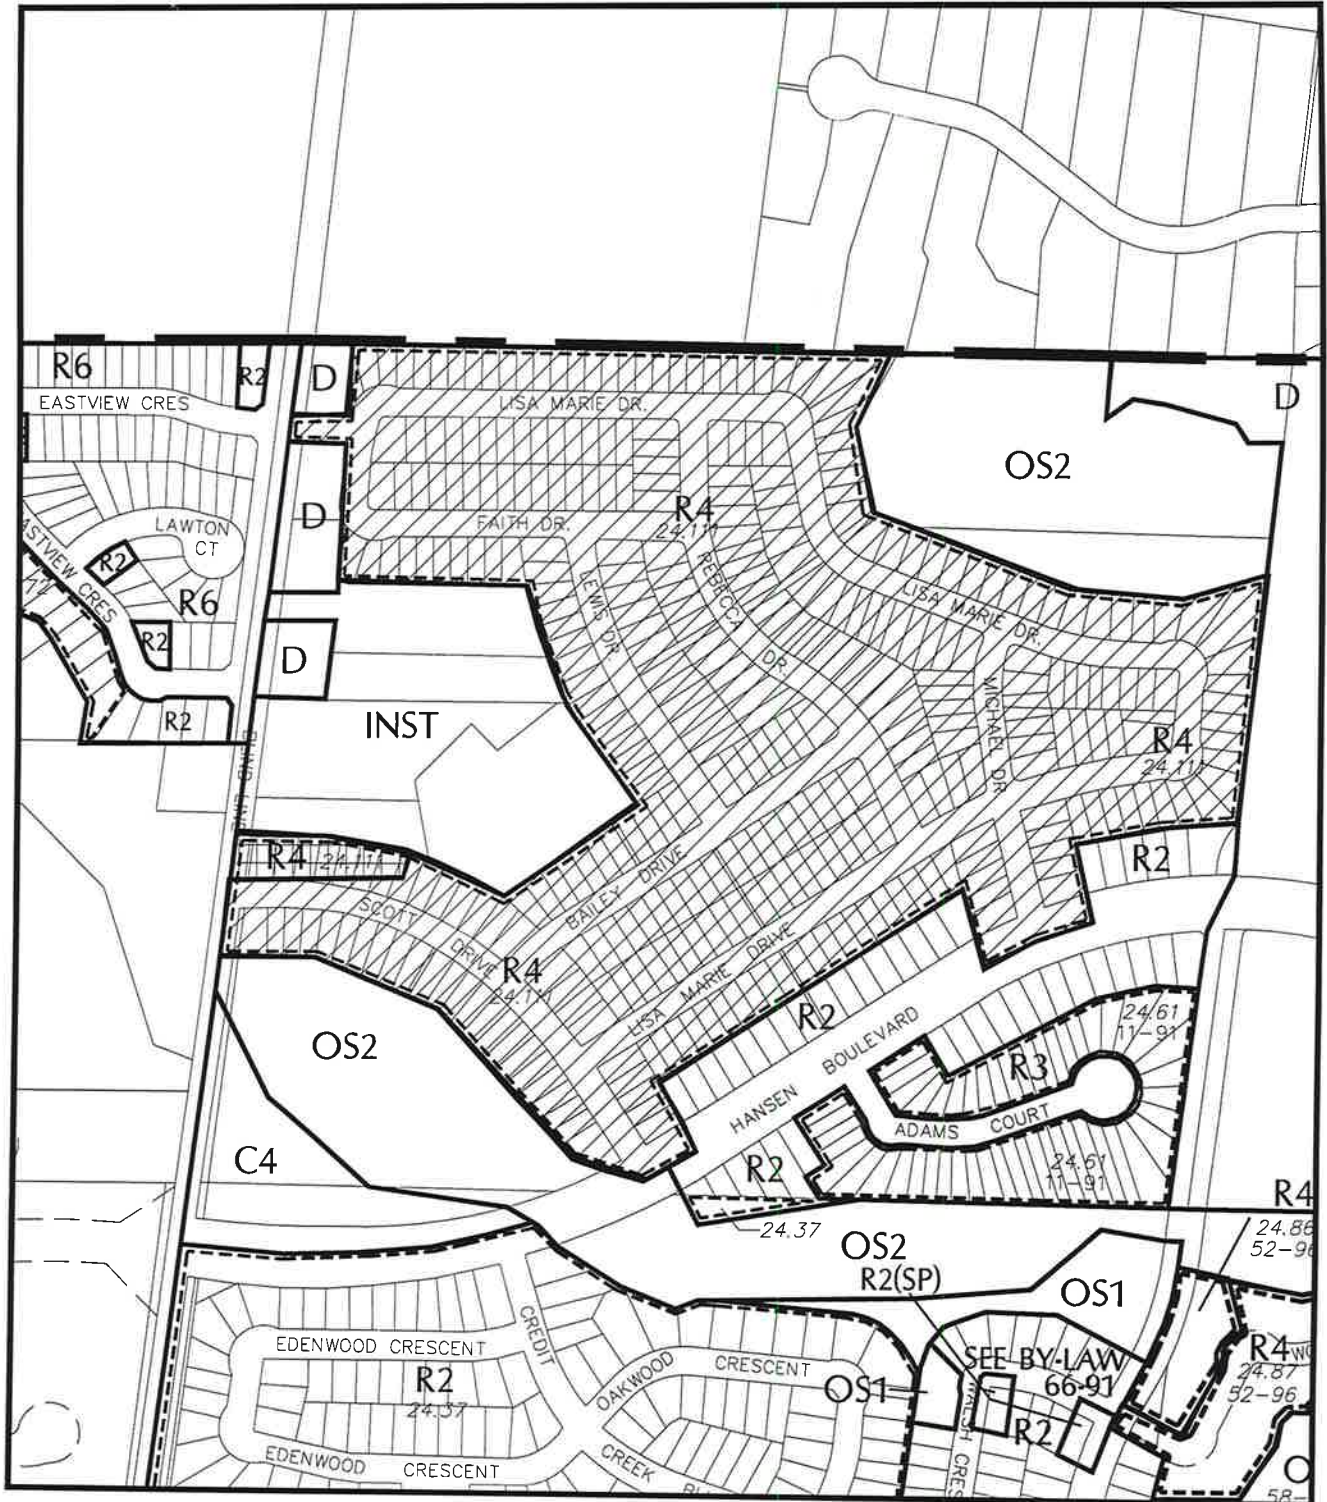 R6
R2
D
EASTVIEW CRES
LISA MARIE DR.
D
OS2
D
R4
24.111
FAITH DR.
LAWTON
CT
R2
EASTVIEW CRES
R6
R2
LEWIS DR.
REBECCA DR.
LISA MARIE DR.
D
R2
INST
MICHAEL DR.
R4
24.111
BLIND LINE
R4 24.111
BAILEY DRIVE
R2
SCOTT DRIVE
R4
24.111
LISA MARIE DRIVE
R2
OS2
HANSEN BOULEVARD
24.61
11-91
R3
ADAMS COURT
C4
R2
24.61
11-91
R4
24.37
24.86
52-96
OS2
R2(SP)
OS1
EDENWOOD CRESCENT
CREDIT
CREEK
OAKWOOD CRESCENT
SEE BY-LAW
66-91
R4
24.87
52-96
R2
24.37
OS1
R2
EDENWOOD CRESCENT